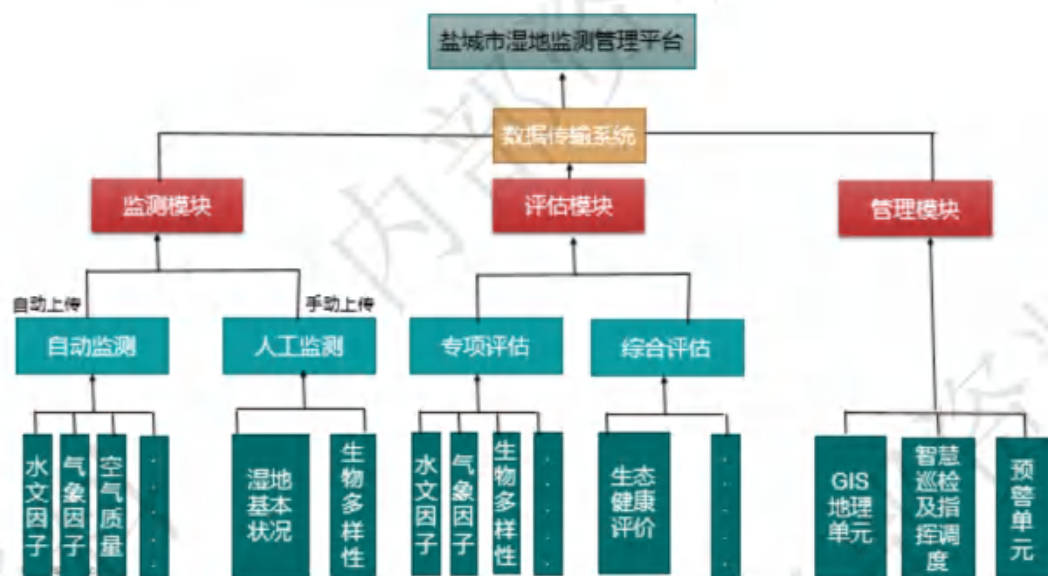 盐城市湿地监测管理平台
数据传输系统
监测模块
评估模块
管理模块
自动上传
手动上传
自动监测
人工监测
专项评估
综合评估
水文因子
气象因子
空气质量
......
湿地
基本
状况
生物多样性
水文因子
气象因子
生物多样性
......
生态
健康
评价
......
GIS
地理
单元
智慧
巡检
及指
挥调
度
预警单元
内部资